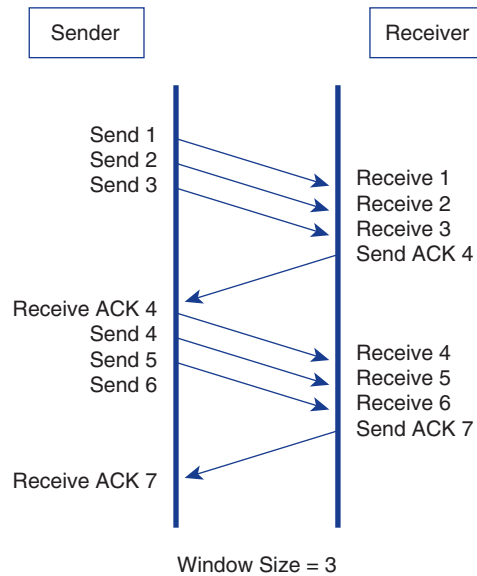 Sender
Receiver
Send 1
Send 2
Send 3
Receive 1
Receive 2
Receive 3
Send ACK 4
Receive ACK 4
Send 4
Send 5
Send 6
Receive 4
Receive 5
Receive 6
Send ACK 7
Receive ACK 7
Window Size = 3